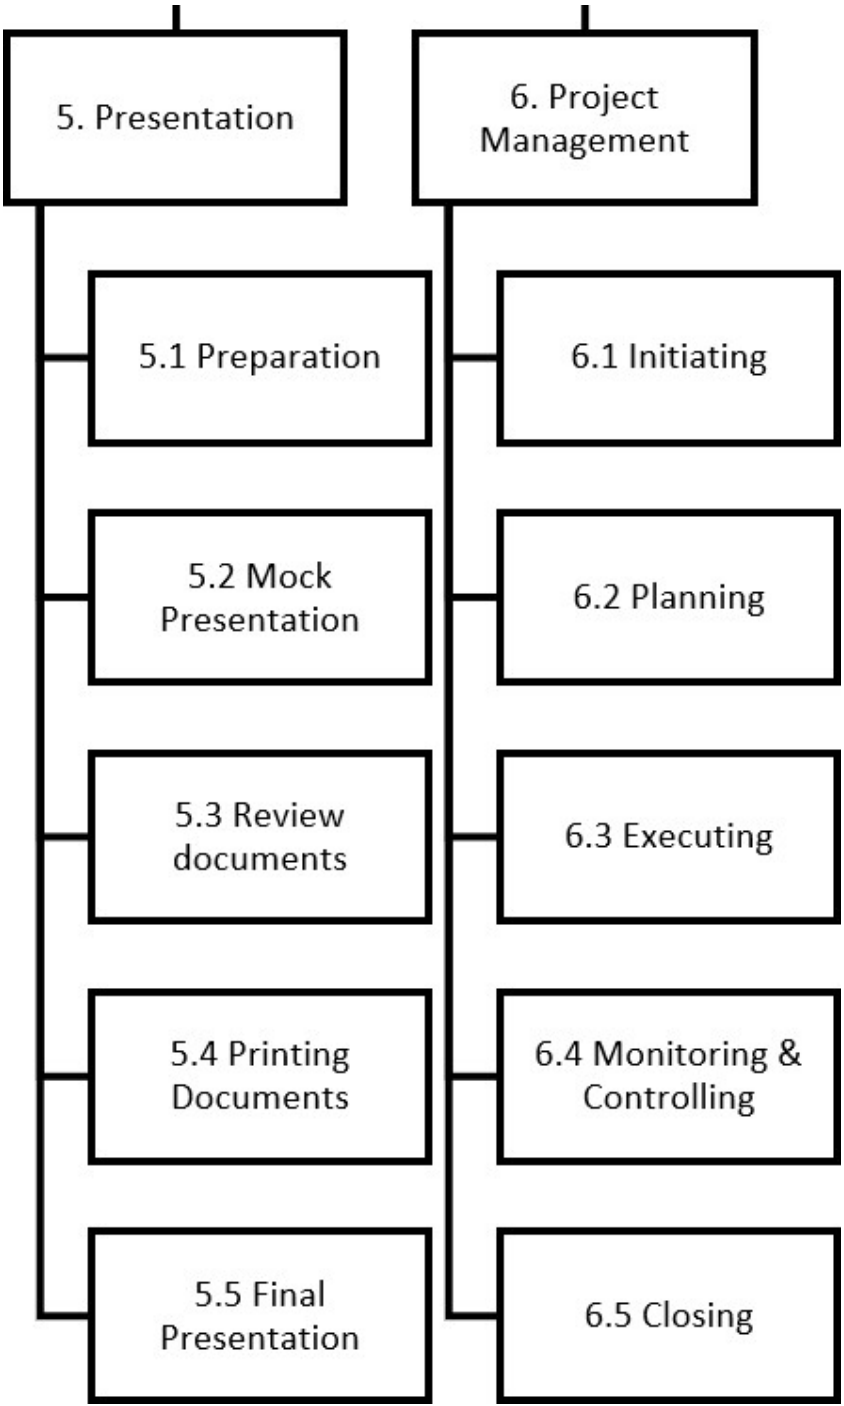 5. Presentation
5.1 Preparation
5.2 Mock
Presentation
5.3 Review
documents
5.4 Printing
Documents
5.5 Final
Presentation
6. Project
Management
6.1 Initiating
6.2 Planning
6.3 Executing
6.4 Monitoring &
Controlling
6.5 Closing